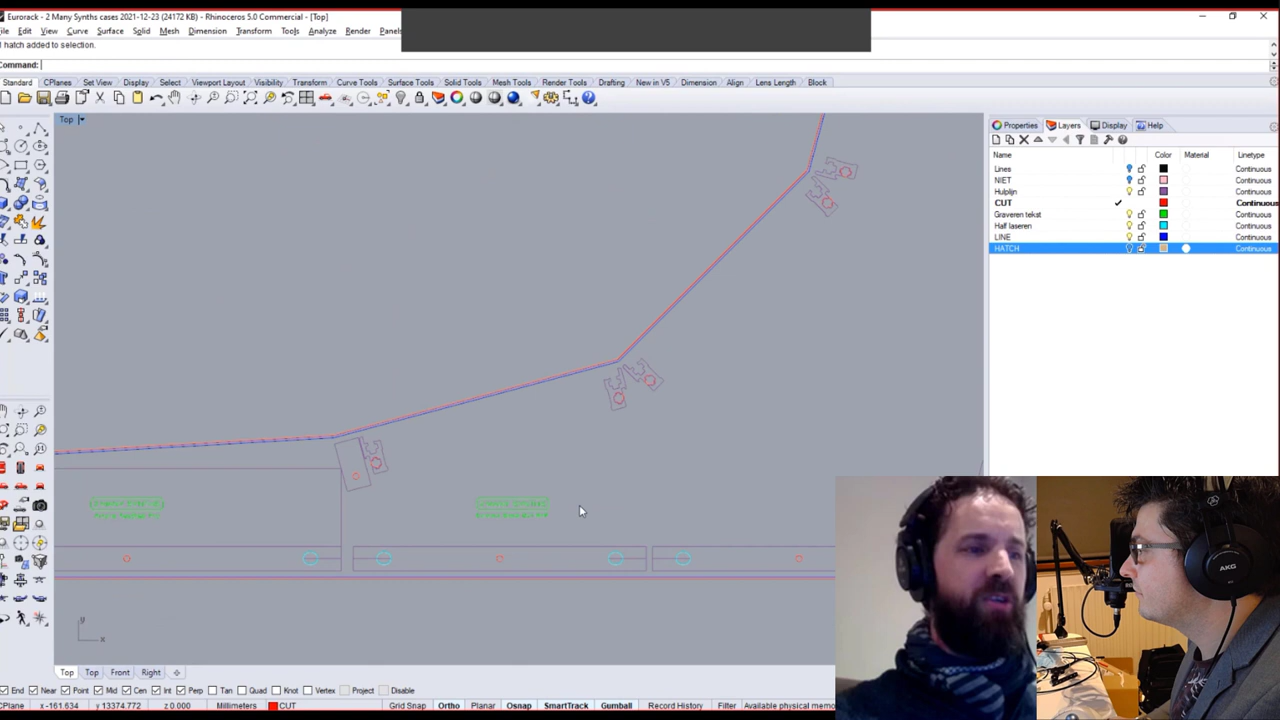 Eurorack - 2 Many Synths cases 2021-12-23 (24172 KB) - Rhinoceros 5.0 Commercial - [Top]
File Edit View Curve Surface Solid Mesh Dimension Transform Tools Analyze Render Panels
1 hatch added to selection.
Command:
Standard CPlanes Set View Display Select Viewport Layout Visibility Transform Curve Tools Surface Tools Solid Tools Mesh Tools Render Tools Drafting New in V5 Dimension Align Lens Length Block
Top
Properties Layers Display Help
Name Color Material Linetype
Lines Continuous
NIET Continuous
Hulplijn Continuous
CUT Continuous
Graveren tekst Continuous
Half laseren Continuous
LINE Continuous
HATCH Continuous
y
x
AKG
Top Top Front Right
End Near Point Mid Cen Int Perp Tan Quad Knot Vertex Project Disable
CPlane x -161.634 y 13374.772 z 0.000 Millimeters CUT Grid Snap Ortho Planar Osnap SmartTrack Gumball Record History Filter Available physical memo